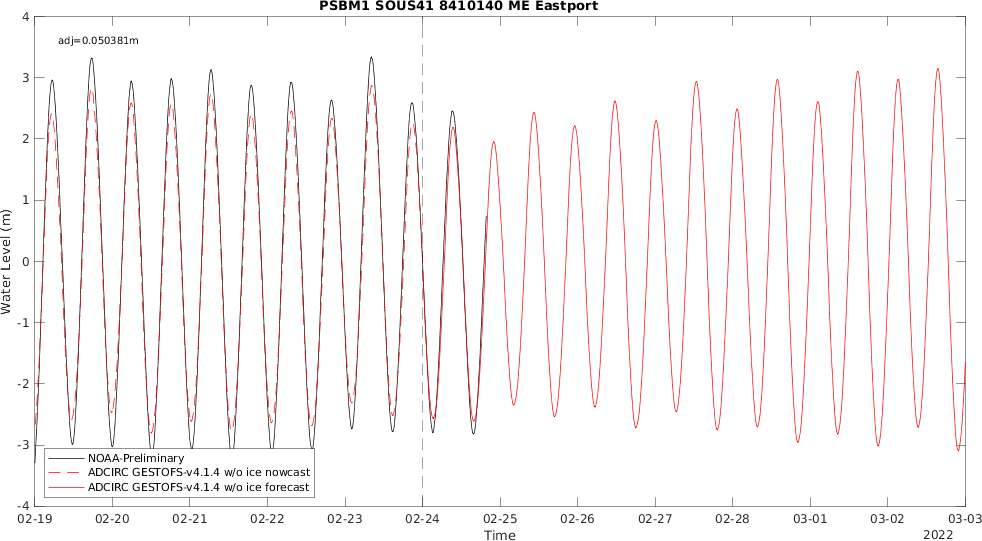 PSBM1 SOUS41 8410140 ME Eastport
4
adj=0.050381m
3
2
1
0
-1
-2
-3
-4
Water Level (m)
NOAA-Preliminary
ADCIRC GESTOFS-v4.1.4 w/o ice nowcast
ADCIRC GESTOFS-v4.1.4 w/o ice forecast
02-19 02-20 02-21 02-22 02-23 02-24 02-25 02-26 02-27 02-28 03-01 03-02 03-03
Time
2022